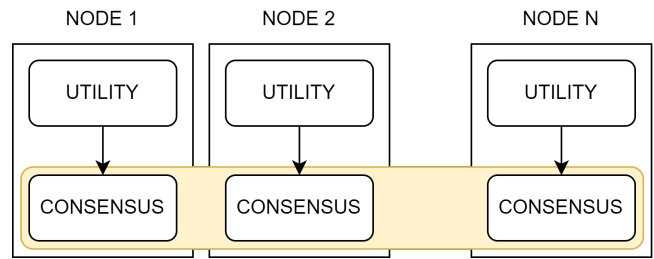 NODE 1
NODE 2
NODE N
UTILITY
UTILITY
UTILITY
CONSENSUS
CONSENSUS
CONSENSUS